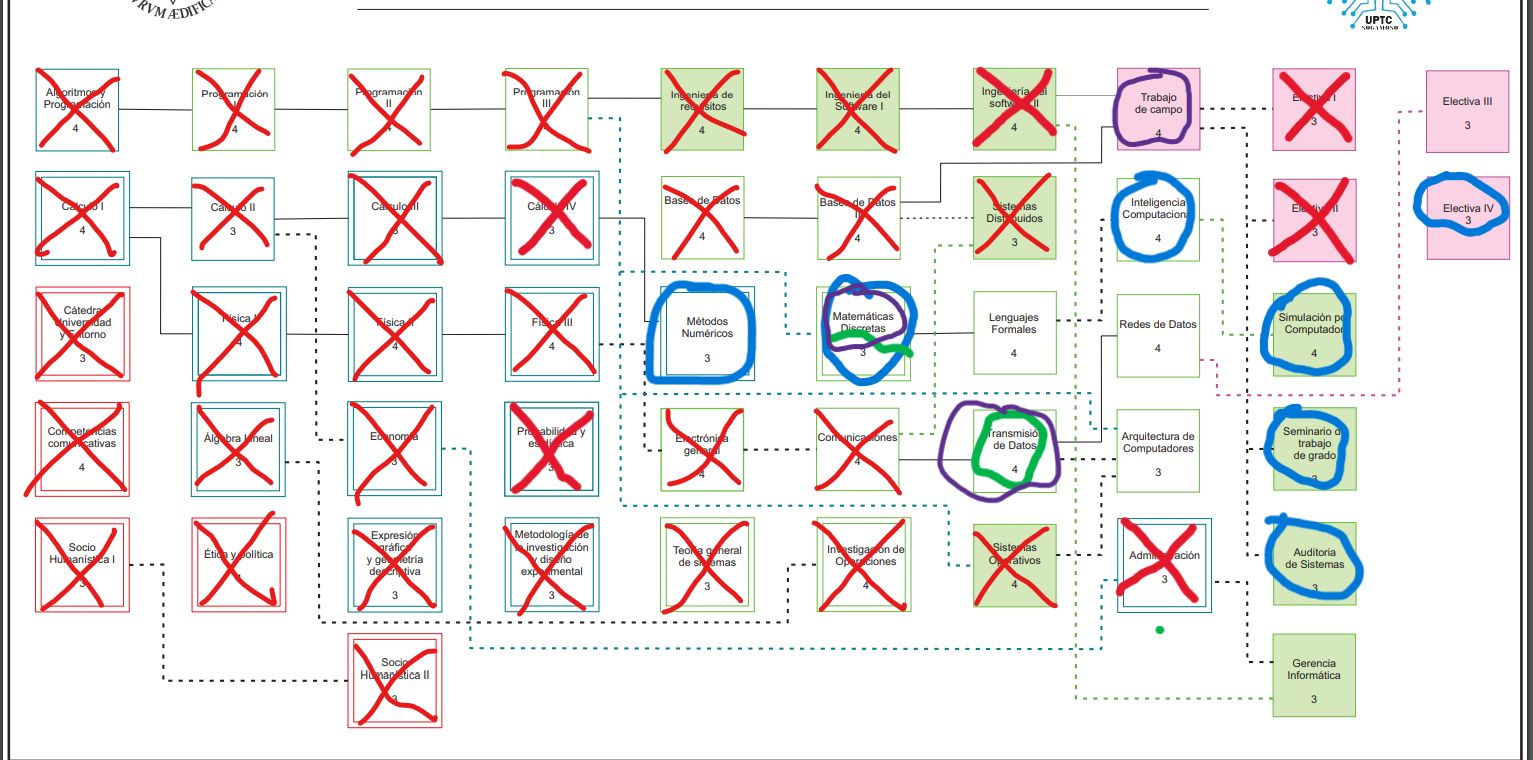 UPTC
SOGAMOSO
Algoritmos y
Programación
4
Programación
I
4
Programación
II
4
Programación
III
Ingeniería de
requisitos
4
Ingeniería del
Software I
4
Ingeniería del
software II
4
Trabajo
de campo
4
Electiva I
3
Electiva III
3
Cálculo I
4
Cálculo II
3
Cálculo III
3
Cálculo IV
3
Bases de Datos
I
4
Bases de Datos
II
4
Sistemas
Distribuidos
3
Inteligencia
Computacional
4
Electiva II
3
Electiva IV
3
Cátedra
Universidad
y Entorno
3
Física I
4
Física II
4
Física III
4
Métodos
Numéricos
3
Matemáticas
Discretas
3
Lenguajes
Formales
4
Redes de Datos
4
Simulación por
Computador
4
Competencias
comunicativas
4
Álgebra Lineal
3
Economía
3
Probabilidad y
estadística
3
Electrónica
general
4
Comunicaciones
4
Transmisión
de Datos
4
Arquitectura de
Computadores
3
Seminario de
trabajo
de grado
3
Socio
Humanística I
3
Ética y política
Expresión
gráfica
y geometría
descriptiva
3
Metodología de
la investigación
y diseño
experimental
3
Teoría general
de sistemas
3
Investigación de
Operaciones
4
Sistemas
Operativos
4
Administración
3
Auditoria
de Sistemas
3
Socio
Humanística II
3
Gerencia
Informática
3